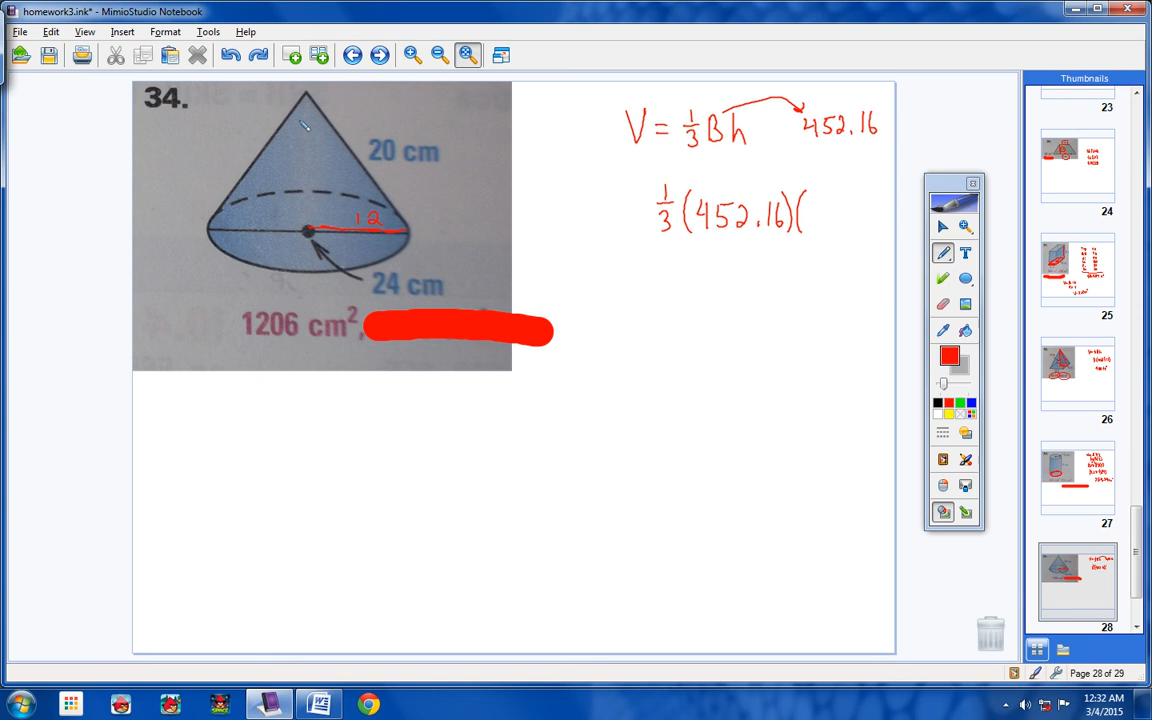 homework3.ink* - MimioStudio Notebook
File Edit View Insert Format Tools Help
Thumbnails
34.
20 cm
12
24 cm
1206 cm²,
V = 1/3 Bh 452.16
1/3 (452.16)(
23
24
25
26
27
28
Page 28 of 29
12:32 AM
3/4/2015